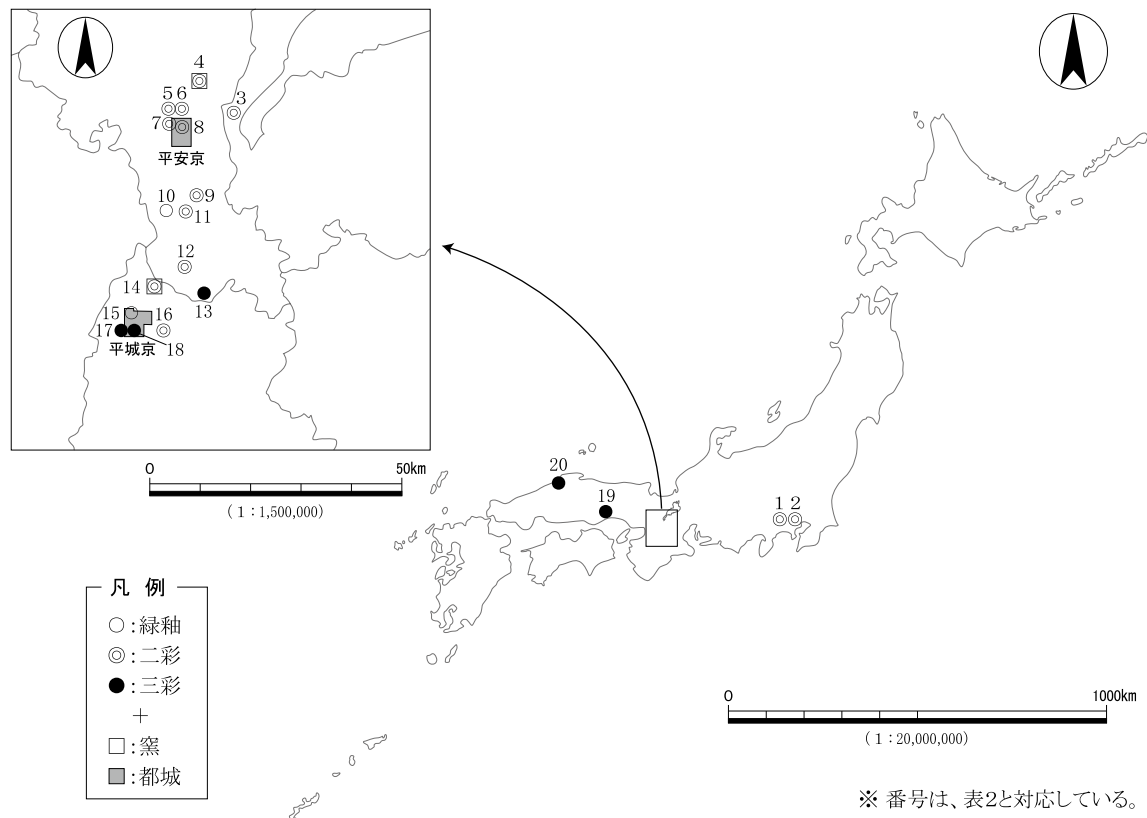 4
3
5 6
7
8
平安京
10
9
11
12
14
13
15
16
17
18
平城京
0 50km
(1:1,500,000)
20
19
1 2
凡 例
○:緑釉
◎:二彩
●:三彩
+
□:窯
■:都城
0 1000km
(1:20,000,000)
※ 番号は、表2と対応している。